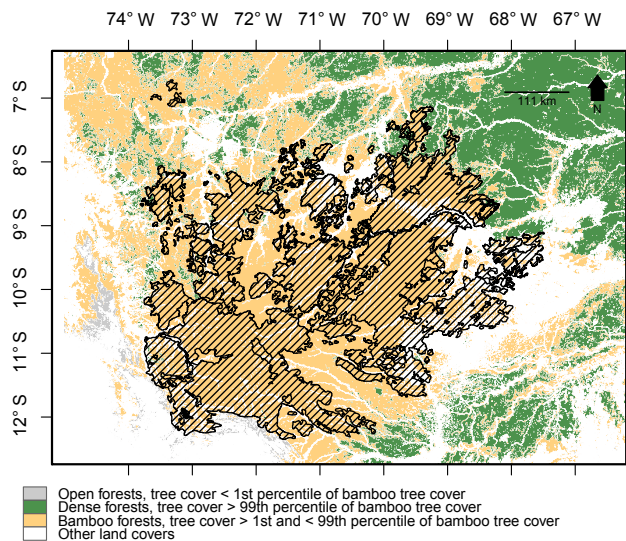 74° W 73° W 72° W 71° W 70° W 69° W 68° W 67° W
7° S
8° S
9° S
10° S
11° S
12° S
111 km
N
Open forests, tree cover < 1st percentile of bamboo tree cover
Dense forests, tree cover > 99th percentile of bamboo tree cover
Bamboo forests, tree cover > 1st and < 99th percentile of bamboo tree cover
Other land covers